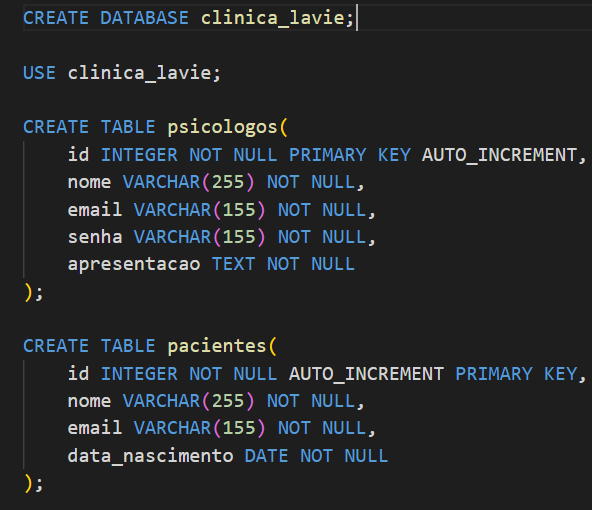 CREATE DATABASE clinica_lavie;
USE clinica_lavie;
CREATE TABLE psicologos(
id INTEGER NOT NULL PRIMARY KEY AUTO_INCREMENT,
nome VARCHAR(255) NOT NULL,
email VARCHAR(155) NOT NULL,
senha VARCHAR(155) NOT NULL,
apresentacao TEXT NOT NULL
);
CREATE TABLE pacientes(
id INTEGER NOT NULL AUTO_INCREMENT PRIMARY KEY,
nome VARCHAR(255) NOT NULL,
email VARCHAR(155) NOT NULL,
data_nascimento DATE NOT NULL
);